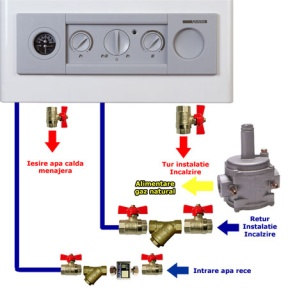 Iesire apa calda
menajera
Tur instalatie
Incalzire
Alimentare
gaz natural
Retur
Instalatie
Incalzire
Intrare apa rece